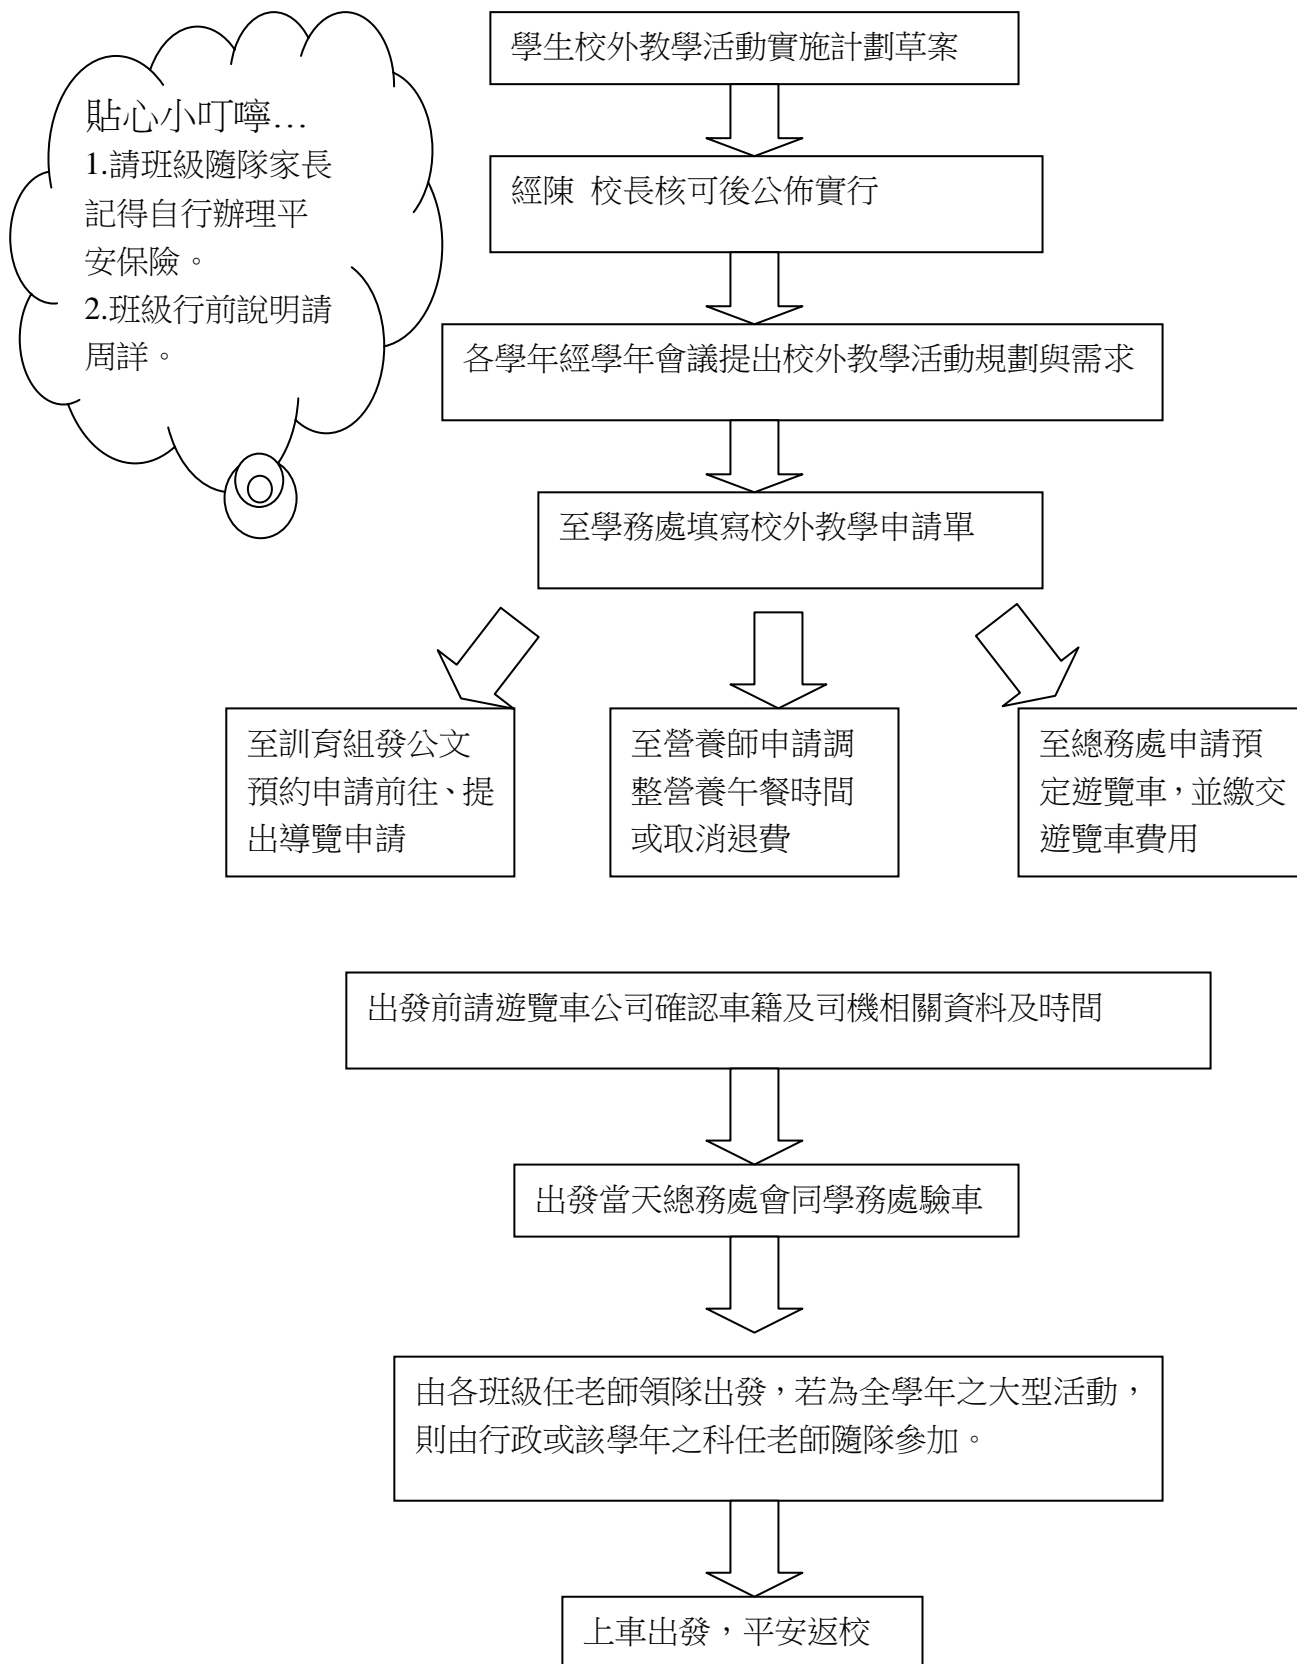 學生校外教學活動實施計劃草案
貼心小叮嚀…
1.請班級隨隊家長
記得自行辦理平
安保險。
2.班級行前說明請
周詳。
經陳 校長核可後公佈實行
各學年經學年會議提出校外教學活動規劃與需求
至學務處填寫校外教學申請單
至訓育組發公文
預約申請前往、提
出導覽申請
至營養師申請調
整營養午餐時間
或取消退費
至總務處申請預
定遊覽車，並繳交
遊覽車費用
出發前請遊覽車公司確認車籍及司機相關資料及時間
出發當天總務處會同學務處驗車
由各班級任老師領隊出發，若為全學年之大型活動，
則由行政或該學年之科任老師隨隊參加。
上車出發，平安返校